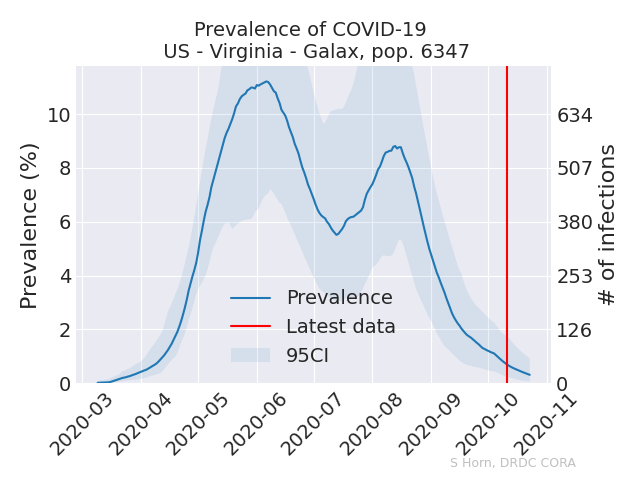 Prevalence of COVID-19
US - Virginia - Galax, pop. 6347
Prevalence (%)
10
8
6
4
2
0
634
507
380
253
126
0
# of infections
Prevalence
Latest data
95CI
2020-03
2020-04
2020-05
2020-06
2020-07
2020-08
2020-09
2020-10
2020-11
S Horn, DRDC CORA